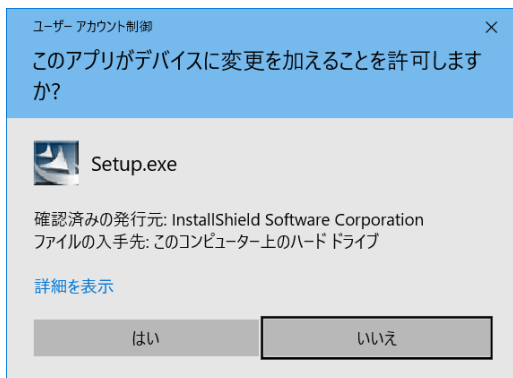 ユーザー アカウント制御
このアプリがデバイスに変更を加えることを許可します
か?
Setup.exe
確認済みの発行元: InstallShield Software Corporation
ファイルの入手先: このコンピューター上のハード ドライブ
詳細を表示
はい
いいえ